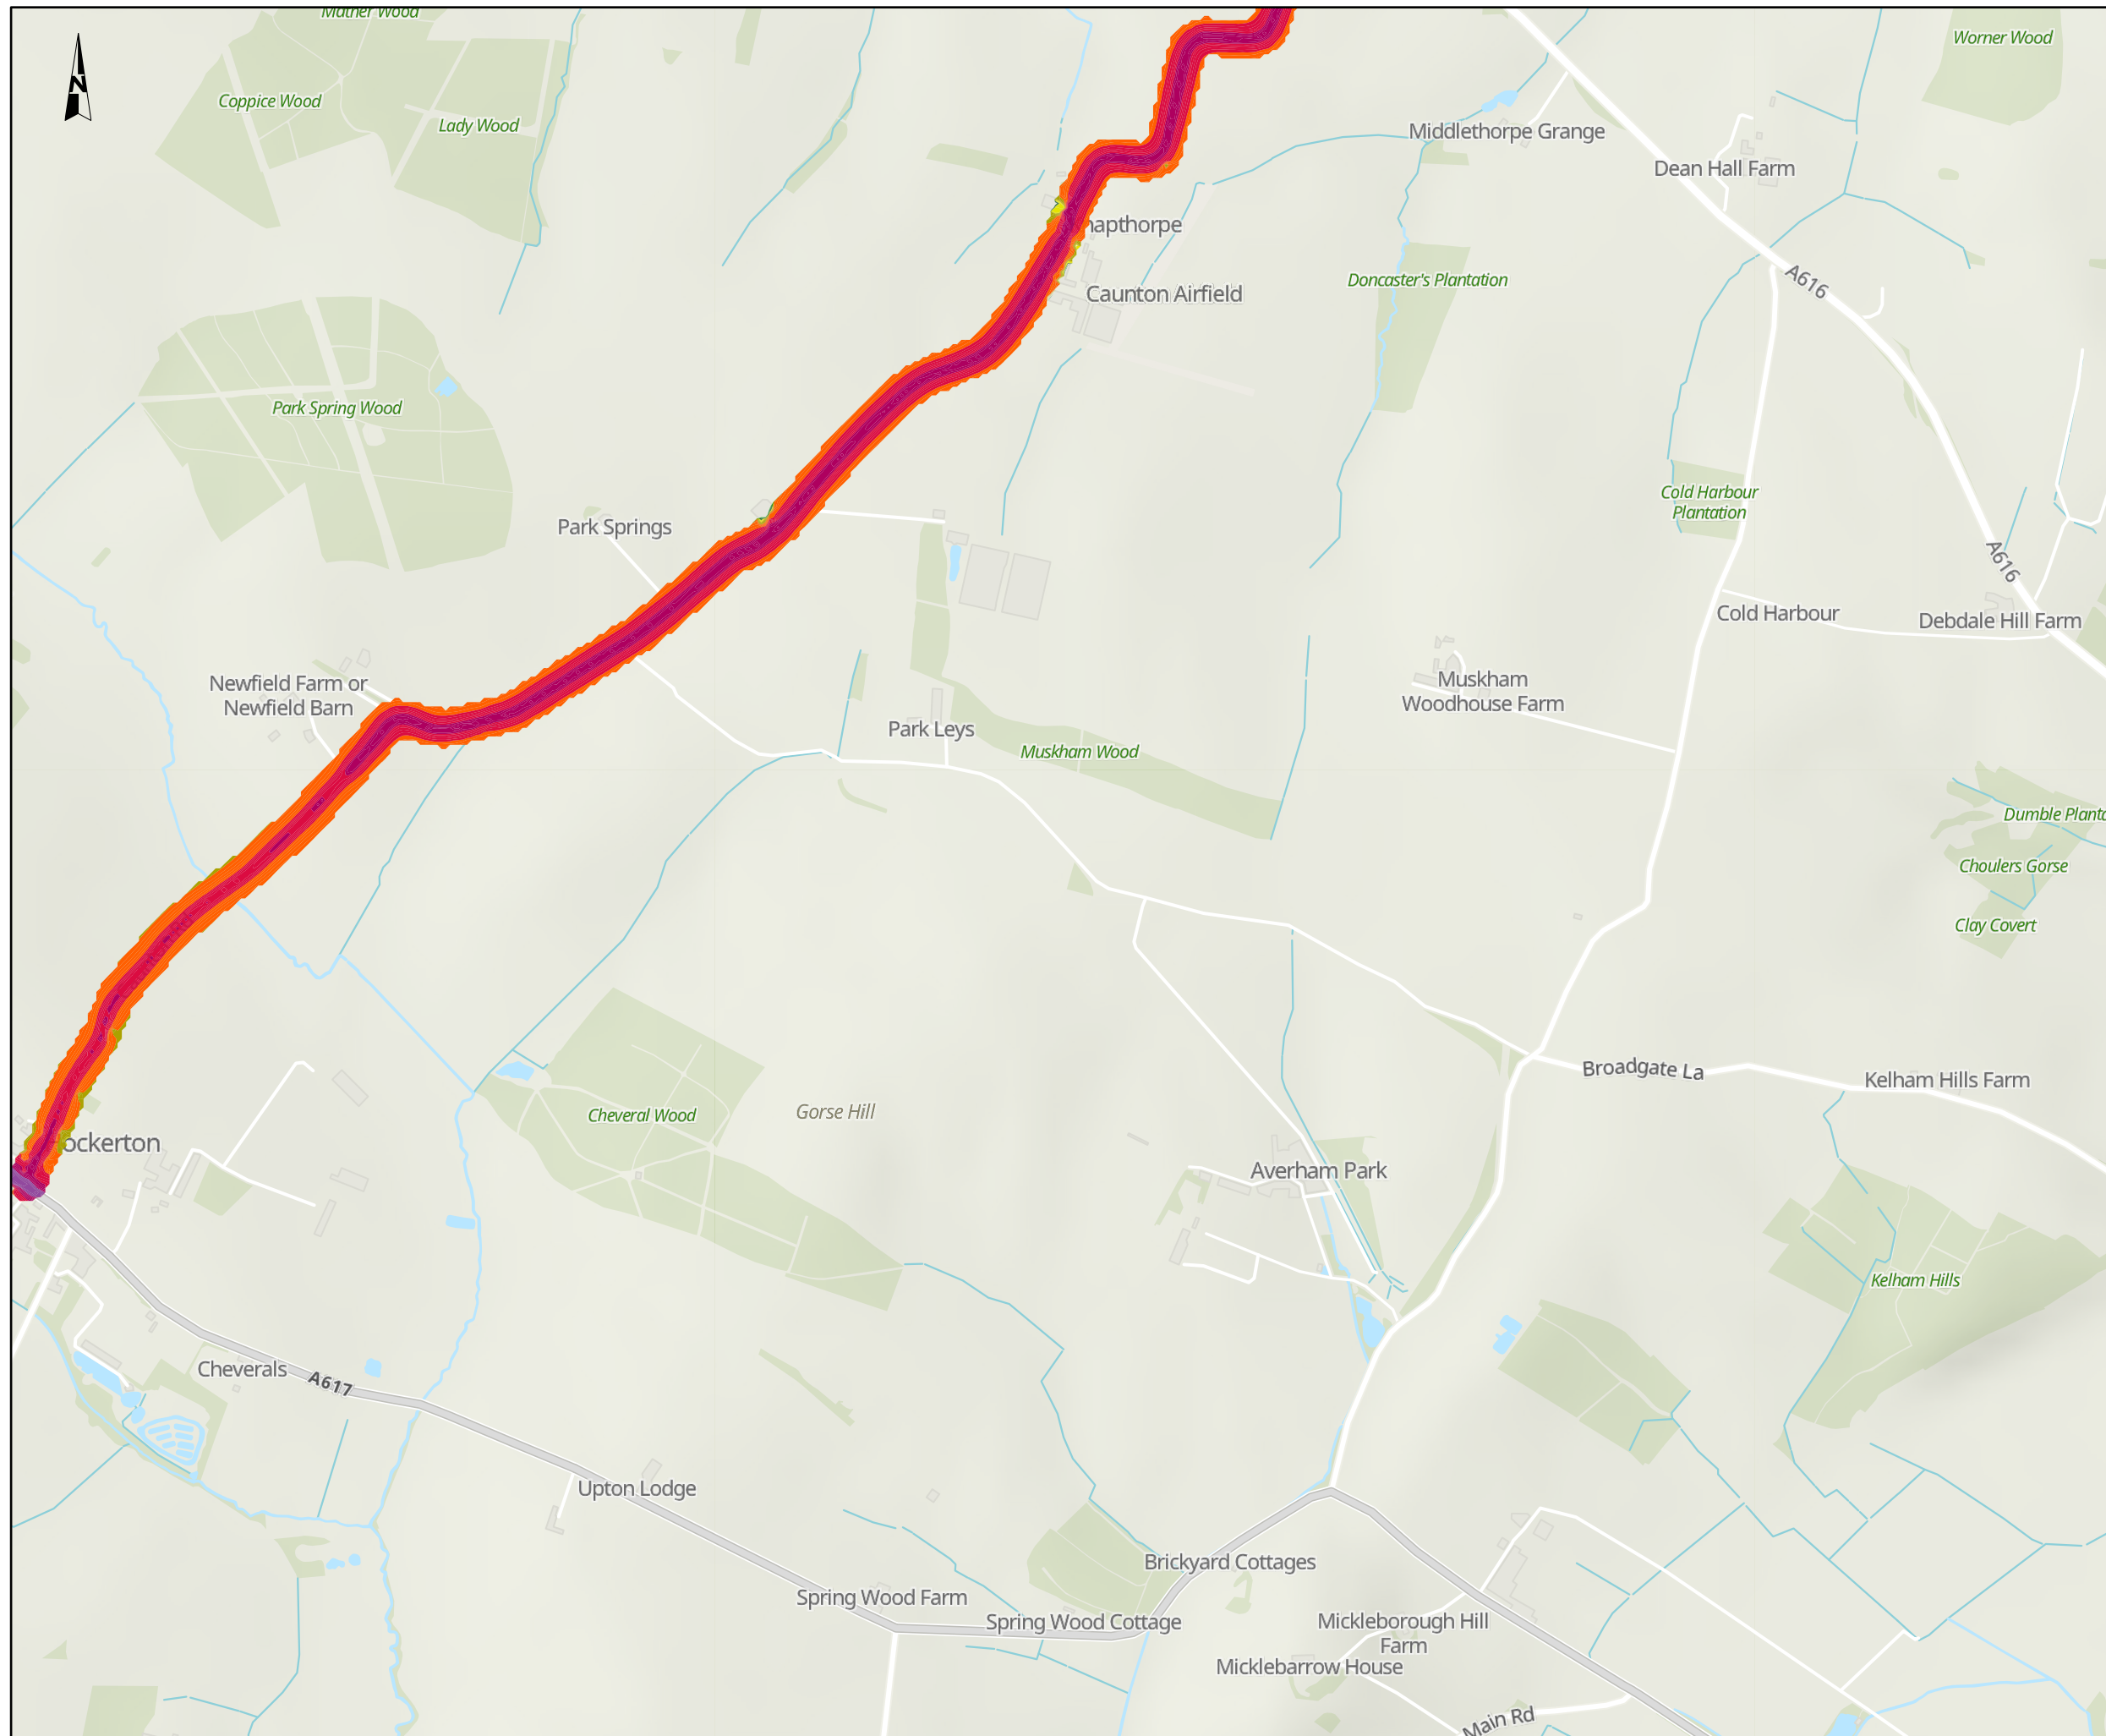 Mather Wood
Worner Wood
N
Coppice Wood
Lady Wood
Middlethorpe Grange
Dean Hall Farm
hapthorpe
Caunton Airfield
Doncaster's Plantation
A616
Park Spring Wood
Cold Harbour
Plantation
Park Springs
A616
Cold Harbour
Debdale Hill Farm
Newfield Farm or
Newfield Barn
Muskham
Woodhouse Farm
Park Leys
Muskham Wood
Dumble Planta
Choulers Gorse
Clay Covert
Broadgate La
Kelham Hills Farm
Cheveral Wood
Gorse Hill
ockerton
Averham Park
Kelham Hills
Cheverals
A617
Upton Lodge
Brickyard Cottages
Spring Wood Farm
Spring Wood Cottage
Mickleborough Hill
Farm
Micklebarrow House
Main Rd